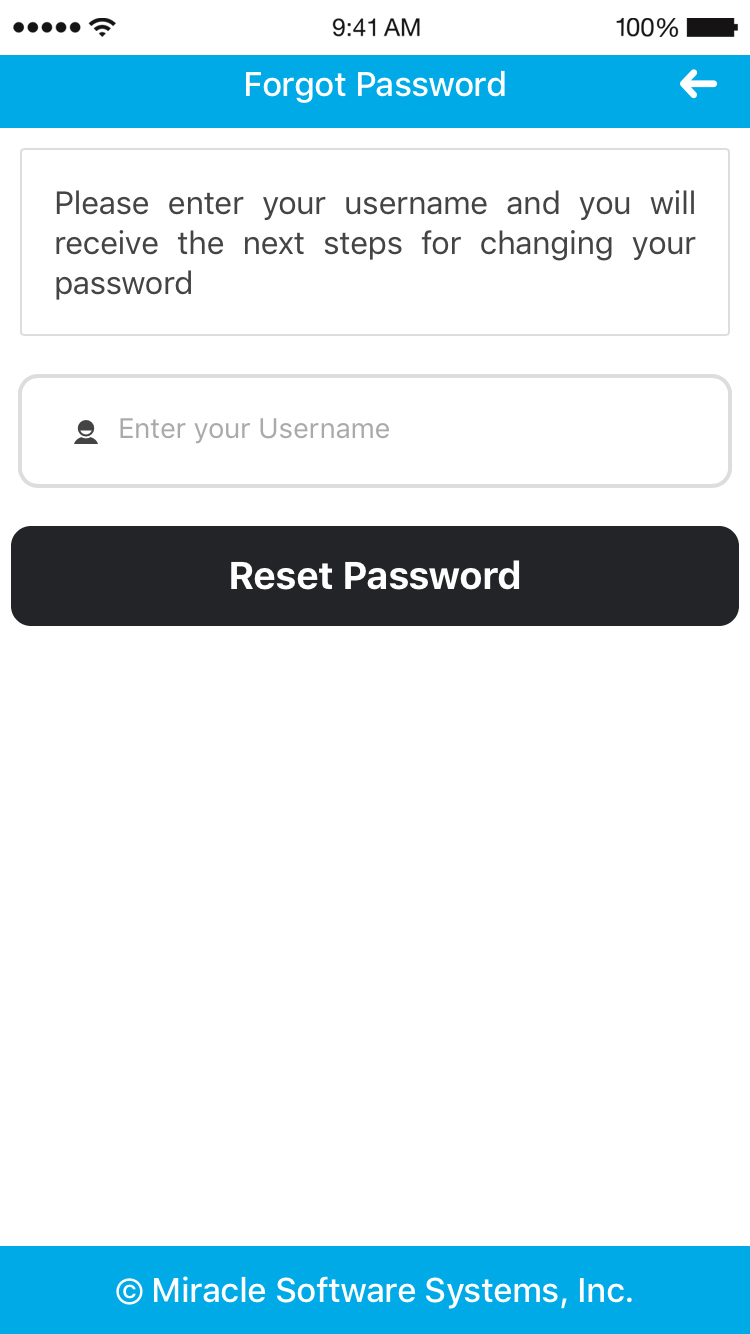 9:41 AM 100%
Forgot Password
Please enter your username and you will
receive the next steps for changing your
password
Enter your Username
Reset Password
© Miracle Software Systems, Inc.